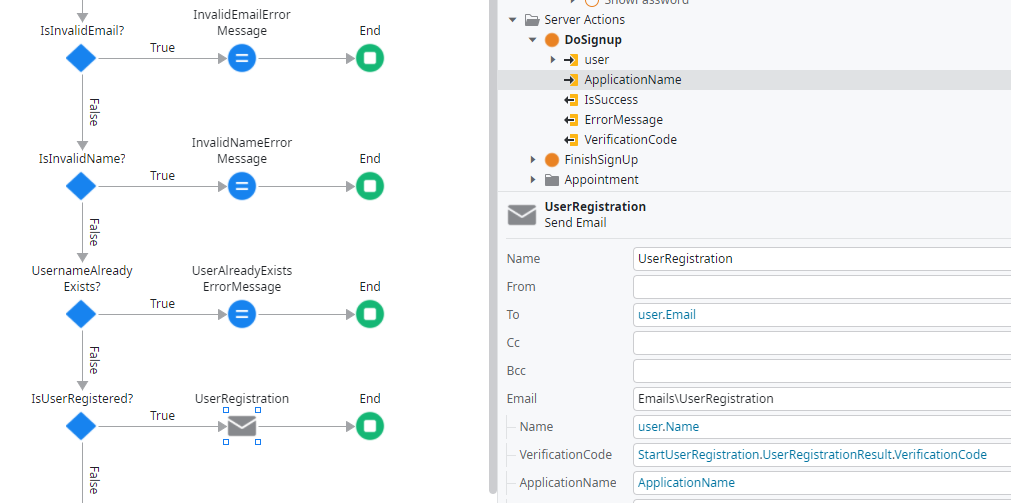 InvalidEmailError
Message
IsInvalidEmail?
End
True
False
InvalidNameError
Message
IsInvalidName?
End
True
False
UsernameAlready
Exists?
UserAlreadyExists
ErrorMessage
End
True
False
IsUserRegistered?
UserRegistration
End
True
False
ShowPassword
Server Actions
DoSignup
user
ApplicationName
IsSuccess
ErrorMessage
VerificationCode
FinishSignUp
Appointment
UserRegistration
Send Email
Name UserRegistration
From
To user.Email
Cc
Bcc
Email Emails\UserRegistration
Name user.Name
VerificationCode StartUserRegistration.UserRegistrationResult.VerificationCode
ApplicationName ApplicationName